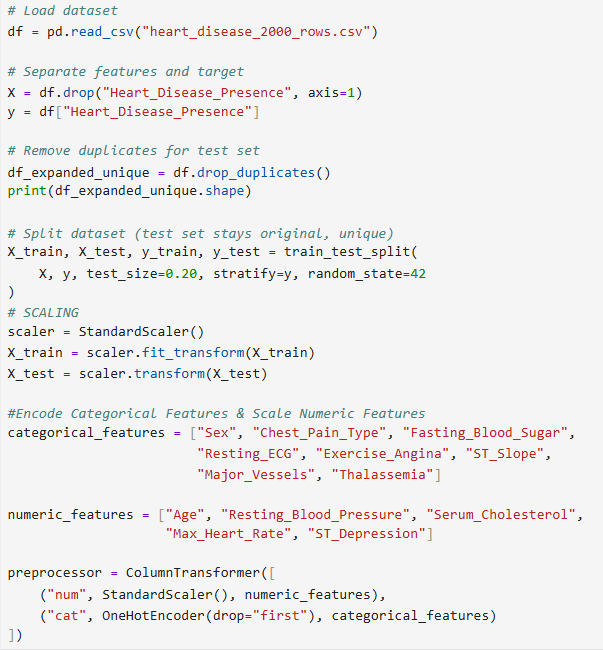 # Load dataset
df = pd.read_csv("heart_disease_2000_rows.csv")
# Separate features and target
X = df.drop("Heart_Disease_Presence", axis=1)
y = df["Heart_Disease_Presence"]
# Remove duplicates for test set
df_expanded_unique = df.drop_duplicates()
print(df_expanded_unique.shape)
# Split dataset (test set stays original, unique)
X_train, X_test, y_train, y_test = train_test_split(
    X, y, test_size=0.20, stratify=y, random_state=42
)
# SCALING
scaler = StandardScaler()
X_train = scaler.fit_transform(X_train)
X_test = scaler.transform(X_test)
#Encode Categorical Features & Scale Numeric Features
categorical_features = ["Sex", "Chest_Pain_Type", "Fasting_Blood_Sugar",
                        "Resting_ECG", "Exercise_Angina", "ST_Slope",
                        "Major_Vessels", "Thalassemia"]
numeric_features = ["Age", "Resting_Blood_Pressure", "Serum_Cholesterol",
                    "Max_Heart_Rate", "ST_Depression"]
preprocessor = ColumnTransformer([
    ("num", StandardScaler(), numeric_features),
    ("cat", OneHotEncoder(drop="first"), categorical_features)
])